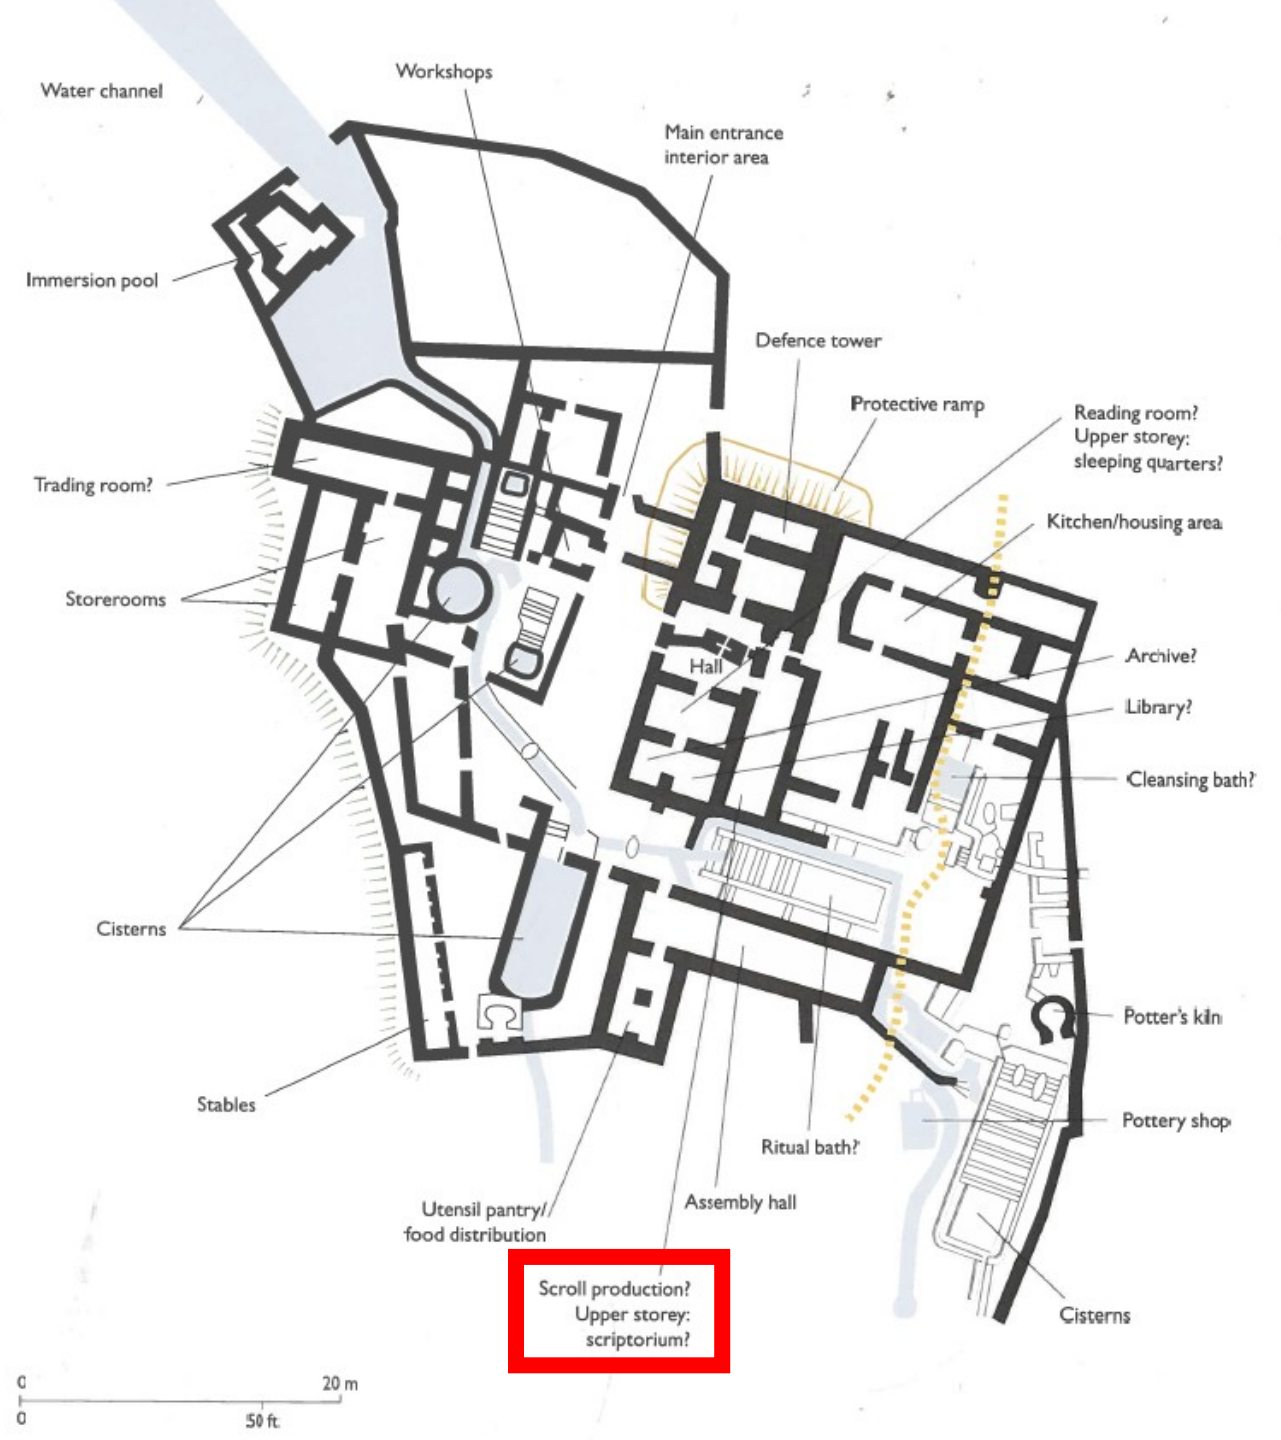 Water channel
Workshops
Main entrance
interior area
Immersion pool
Defence tower
Protective ramp
Reading room?
Upper storey:
sleeping quarters?
Trading room?
Kitchen/housing area
Storerooms
Hall
Archive?
Library?
Cleansing bath?
Cisterns
Potter's kiln
Stables
Pottery shop
Ritual bath?
Utensil pantry/
food distribution
Assembly hall
Scroll production?
Upper storey:
scriptorium?
Cisterns
0 20 m
0 50 ft.